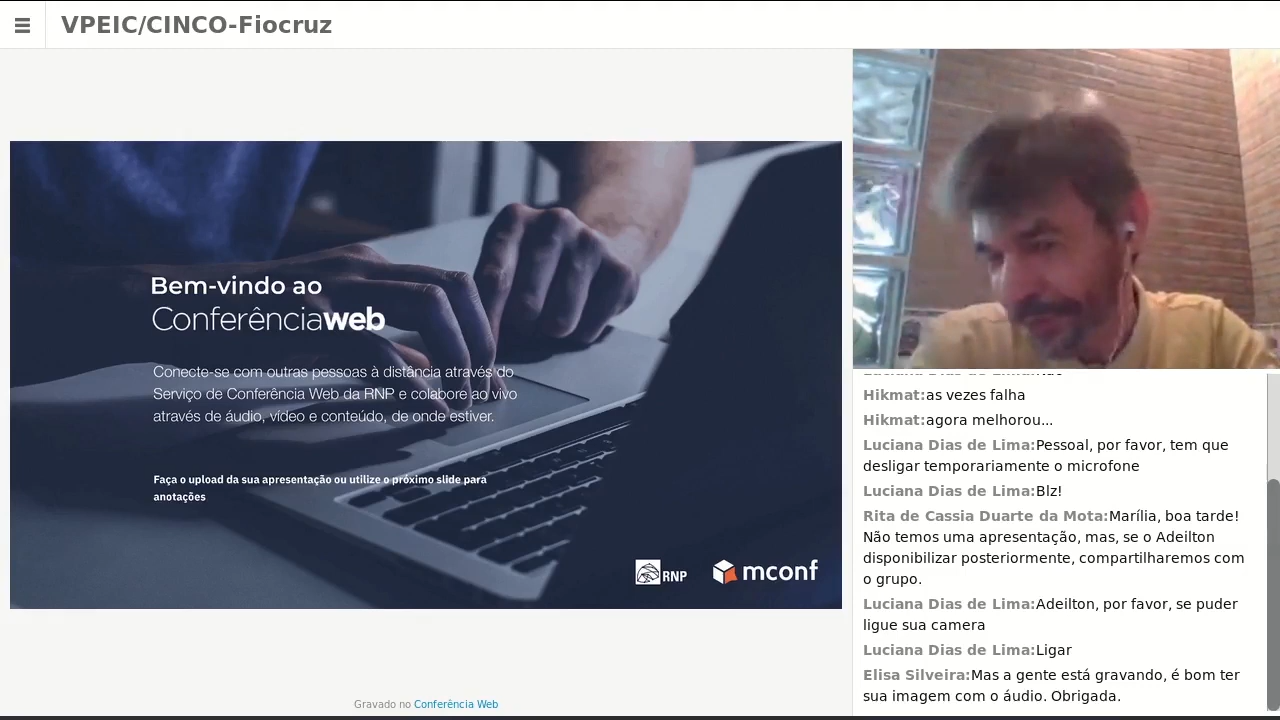 VPEIC/CINCO-Fiocruz
Bem-vindo ao
Conferênciaweb
Conecte-se com outras pessoas à distância através do
Serviço de Conferência Web da RNP e colabore ao vivo
através de áudio, vídeo e conteúdo, de onde estiver.
Faça o upload da sua apresentação ou utilize o próximo slide para
anotações
RNP
mconf
Gravado no Conferência Web
Hikmat:as vezes falha
Hikmat:agora melhorou...
Luciana Dias de Lima:Pessoal, por favor, tem que
desligar temporariamente o microfone
Luciana Dias de Lima:Blz!
Rita de Cassia Duarte da Mota:Marília, boa tarde!
Não temos uma apresentação, mas, se o Adeilton
disponibilizar posteriormente, compartilharemos com
o grupo.
Luciana Dias de Lima:Adeilton, por favor, se puder
ligue sua camera
Luciana Dias de Lima:Ligar
Elisa Silveira:Mas a gente está gravando, é bom ter
sua imagem com o áudio. Obrigada.